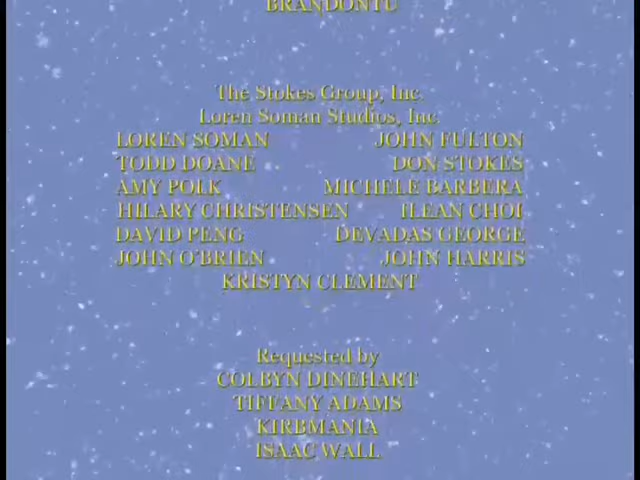 BRANDONTU
The Stokes Group, Inc.
Loren Soman Studios, Inc.
LOREN SOMAN JOHN FULTON
TODD DOANE DON STOKES
AMY POLK MICHELE BARBERA
HILARY CHRISTENSEN ILEAN CHOI
DAVID PENG DEVADAS GEORGE
JOHN O'BRIEN JOHN HARRIS
KRISTYN CLEMENT
Requested by
COLBYN DINEHART
TIFFANY ADAMS
KIRBMANIA
ISAAC WALL